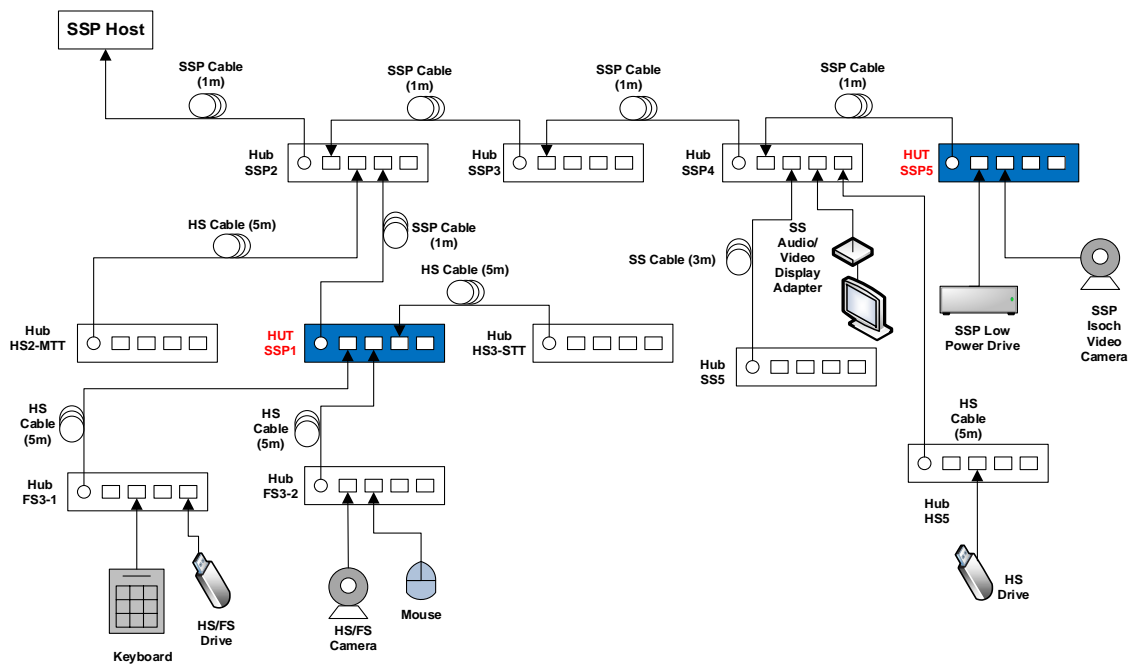 SSP Host
SSP Cable
(1m)
SSP Cable
(1m)
SSP Cable
(1m)
SSP Cable
(1m)
Hub
SSP2
Hub
SSP3
Hub
SSP4
HUT
SSP5
HS Cable (5m)
SSP Cable
(1m)
HS Cable (5m)
SS Cable (3m)
SS
Audio/
Video
Display
Adapter
Hub
HS2-MTT
HUT
SSP1
Hub
HS3-STT
Hub
SS5
SSP Low
Power Drive
SSP
Isoch
Video
Camera
HS
Cable
(5m)
HS
Cable
(5m)
HS
Cable
(5m)
Hub
FS3-1
Hub
FS3-2
Hub
HS5
Keyboard
HS/FS
Drive
HS/FS
Camera
Mouse
HS
Drive